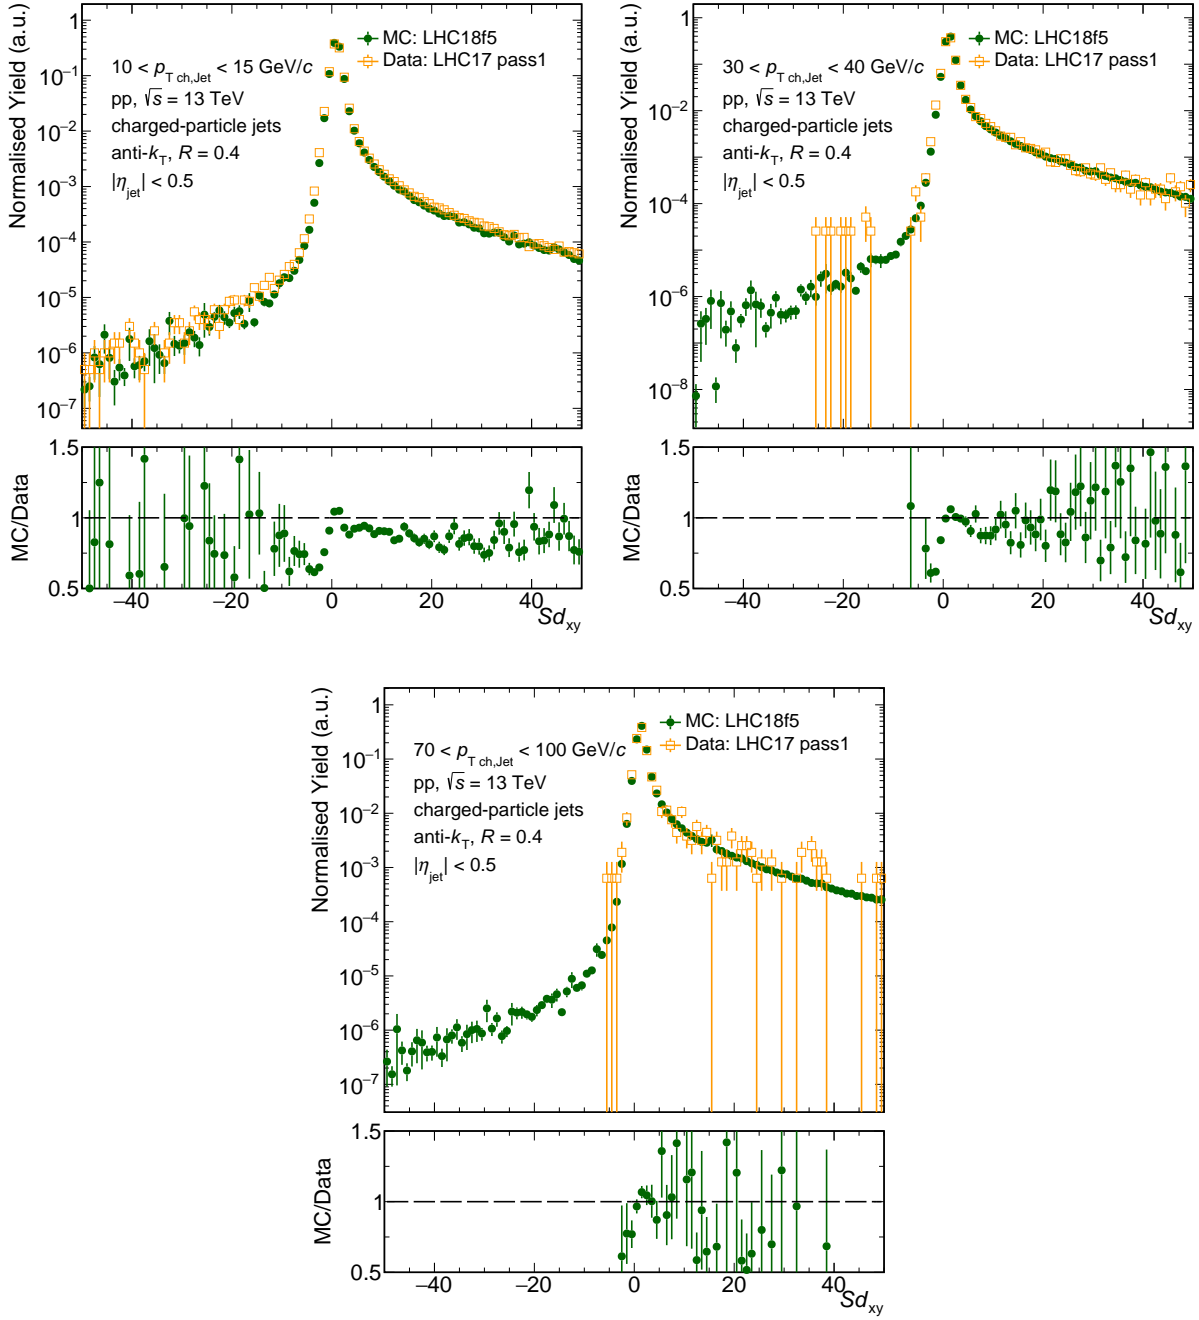 Normalised Yield (a.u.)
1
10⁻¹
10⁻²
10⁻³
10⁻⁴
10⁻⁵
10⁻⁶
10⁻⁷
MC: LHC18f5
Data: LHC17 pass1
10 < p_T ch,Jet < 15 GeV/c
pp, √s = 13 TeV
charged-particle jets
anti-k_T, R = 0.4
|η_jet| < 0.5
MC/Data
1.5
1
0.5
−40 −20 0 20 40
Sd_xy
Normalised Yield (a.u.)
1
10⁻²
10⁻⁴
10⁻⁶
10⁻⁸
MC: LHC18f5
Data: LHC17 pass1
30 < p_T ch,Jet < 40 GeV/c
pp, √s = 13 TeV
charged-particle jets
anti-k_T, R = 0.4
|η_jet| < 0.5
MC/Data
1.5
1
0.5
−40 −20 0 20 40
Sd_xy
Normalised Yield (a.u.)
1
10⁻¹
10⁻²
10⁻³
10⁻⁴
10⁻⁵
10⁻⁶
10⁻⁷
MC: LHC18f5
Data: LHC17 pass1
70 < p_T ch,Jet < 100 GeV/c
pp, √s = 13 TeV
charged-particle jets
anti-k_T, R = 0.4
|η_jet| < 0.5
MC/Data
1.5
1
0.5
−40 −20 0 20 40
Sd_xy